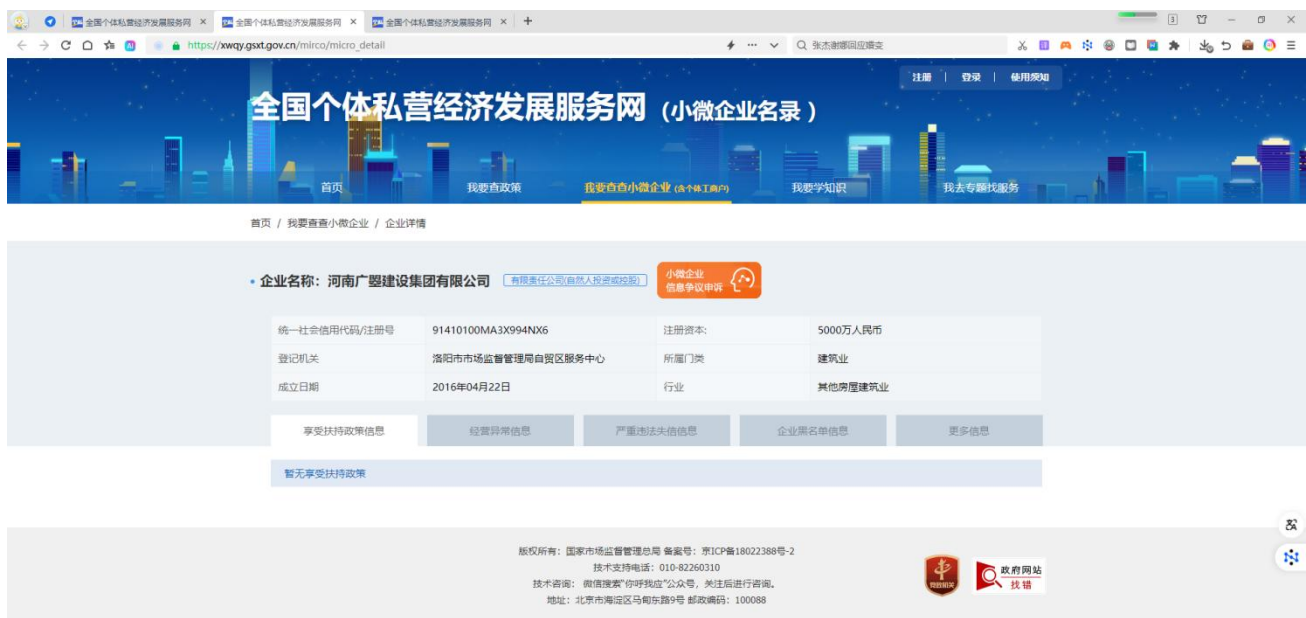 全国个体私营经济发展服务网 × 全国个体私营经济发展服务网 × 全国个体私营经济发展服务网 × +
https://xwqy.gsxt.gov.cn/mirco/micro_detail
注册 | 登录 | 使用须知
全国个体私营经济发展服务网（小微企业名录）
首页 我要查政策 我要查查小微企业 (含个体工商户) 我要学知识 我去专题找服务
首页 / 我要查查小微企业 / 企业详情
• 企业名称：河南广曌建设集团有限公司 有限责任公司(自然人投资或控股) 小微企业
信息争议申诉
统一社会信用代码/注册号 91410100MA3X994NX6 注册资本: 5000万人民币
登记机关 洛阳市市场监督管理局自贸区服务中心 所属门类 建筑业
成立日期 2016年04月22日 行业 其他房屋建筑业
享受扶持政策信息 经营异常信息 严重违法失信信息 企业黑名单信息 更多信息
暂无享受扶持政策
版权所有：国家市场监督管理总局 备案号：京ICP备18022388号-2
技术支持电话：010-82260310
技术咨询： 微信搜索“你呼我应”公众号，关注后进行咨询。
地址：北京市海淀区马甸东路9号 邮政编码：100088
党政机关
政府网站
找错